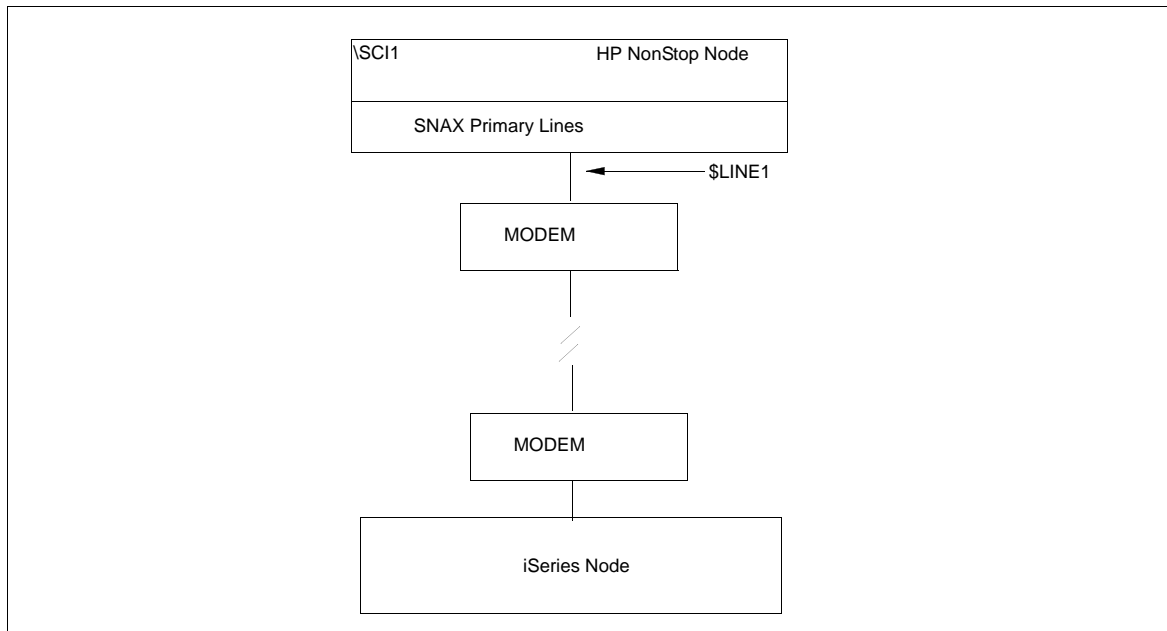 \SCI1 HP NonStop Node
SNAX Primary Lines
$LINE1
MODEM
MODEM
iSeries Node